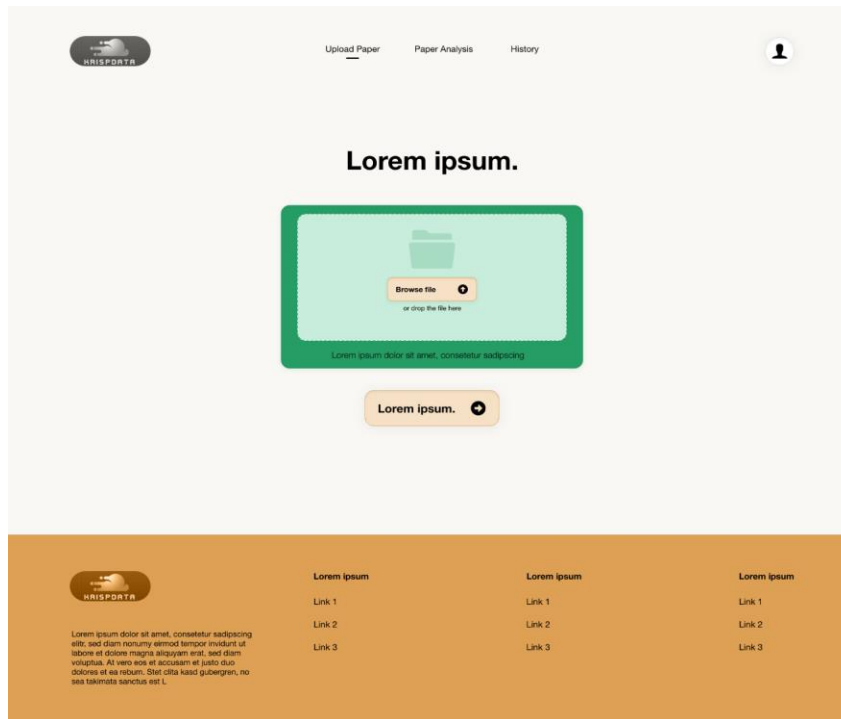 KRISPDATA
Upload Paper
Paper Analysis
History
Lorem ipsum.
Browse file
or drop the file here
Lorem ipsum dolor sit amet, consetetur sadipscing
Lorem ipsum.
KRISPDATA
Lorem ipsum dolor sit amet, consetetur sadipscing
elitr, sed diam nonumy eirmod tempor invidunt ut
labore et dolore magna aliquyam erat, sed diam
voluptua. At vero eos et accusam et justo duo
dolores et ea rebum. Stet clita kasd gubergren, no
sea takimata sanctus est L
Lorem ipsum
Link 1
Link 2
Link 3
Lorem ipsum
Link 1
Link 2
Link 3
Lorem ipsum
Link 1
Link 2
Link 3